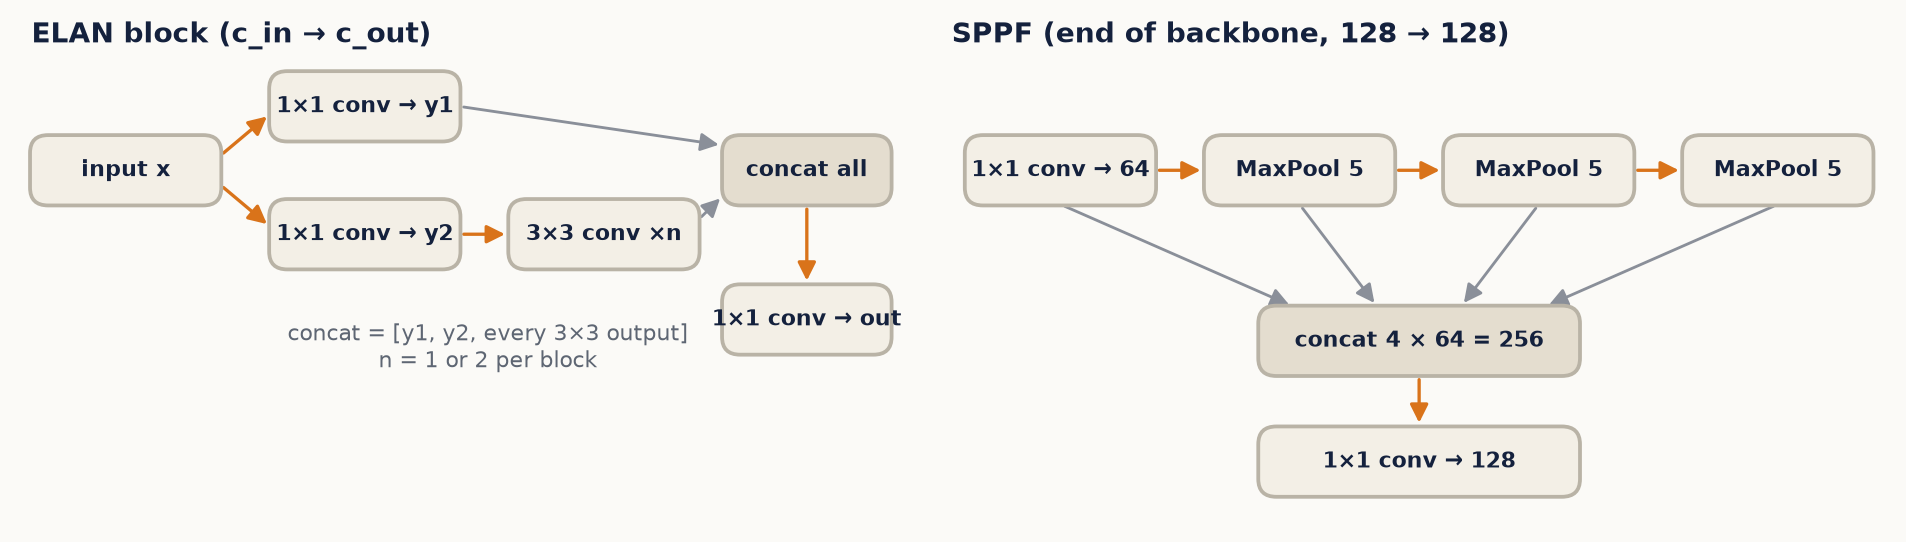 ELAN block (c_in → c_out)
1×1 conv → y1
input x
concat all
1×1 conv → y2
3×3 conv ×n
1×1 conv → out
concat = [y1, y2, every 3×3 output]
n = 1 or 2 per block
SPPF (end of backbone, 128 → 128)
1×1 conv → 64
MaxPool 5
MaxPool 5
MaxPool 5
concat 4 × 64 = 256
1×1 conv → 128